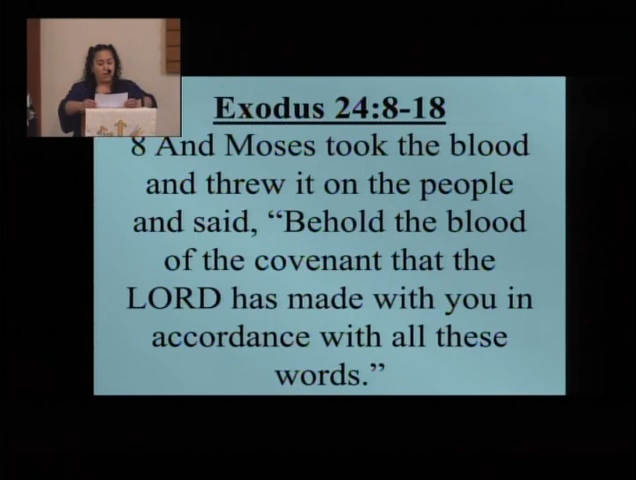 Exodus 24:8-18
8 And Moses took the blood
and threw it on the people
and said, “Behold the blood
of the covenant that the
LORD has made with you in
accordance with all these
words.”